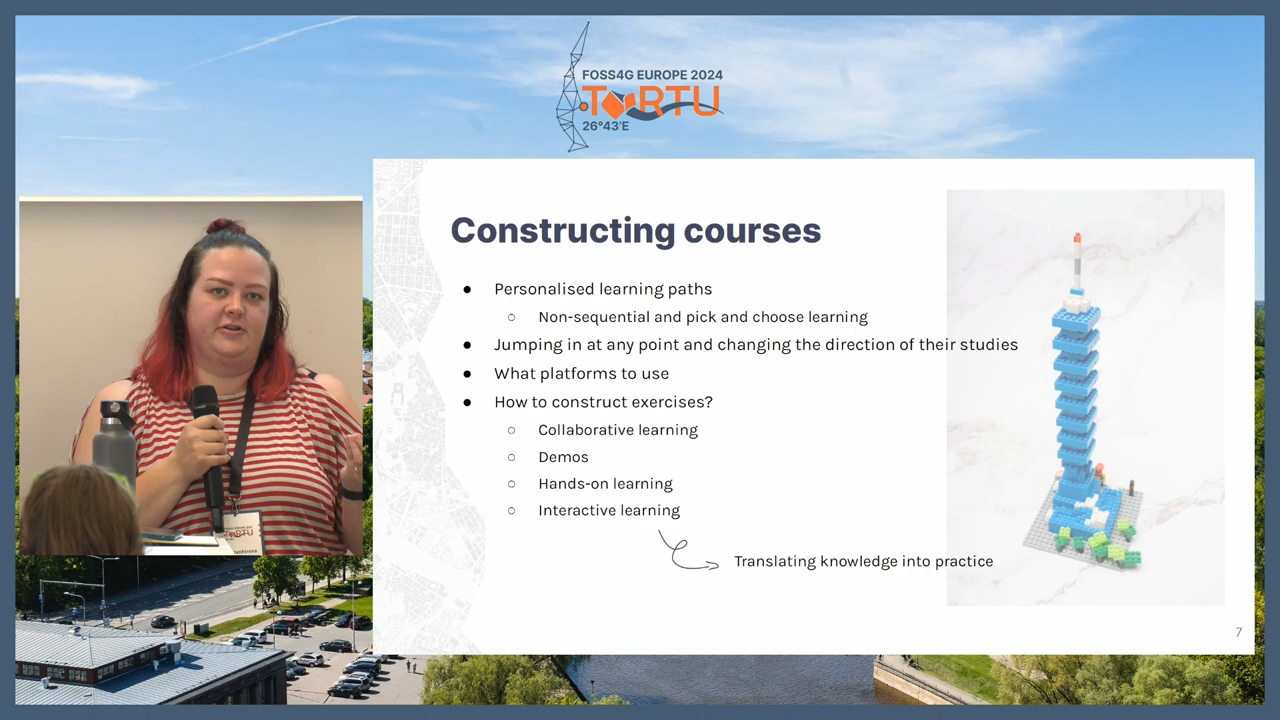 FOSS4G EUROPE 2024
TORTU
26°43'E
Constructing courses
● Personalised learning paths
○ Non-sequential and pick and choose learning
● Jumping in at any point and changing the direction of their studies
● What platforms to use
● How to construct exercises?
○ Collaborative learning
○ Demos
○ Hands-on learning
○ Interactive learning
Translating knowledge into practice
7
TORTU